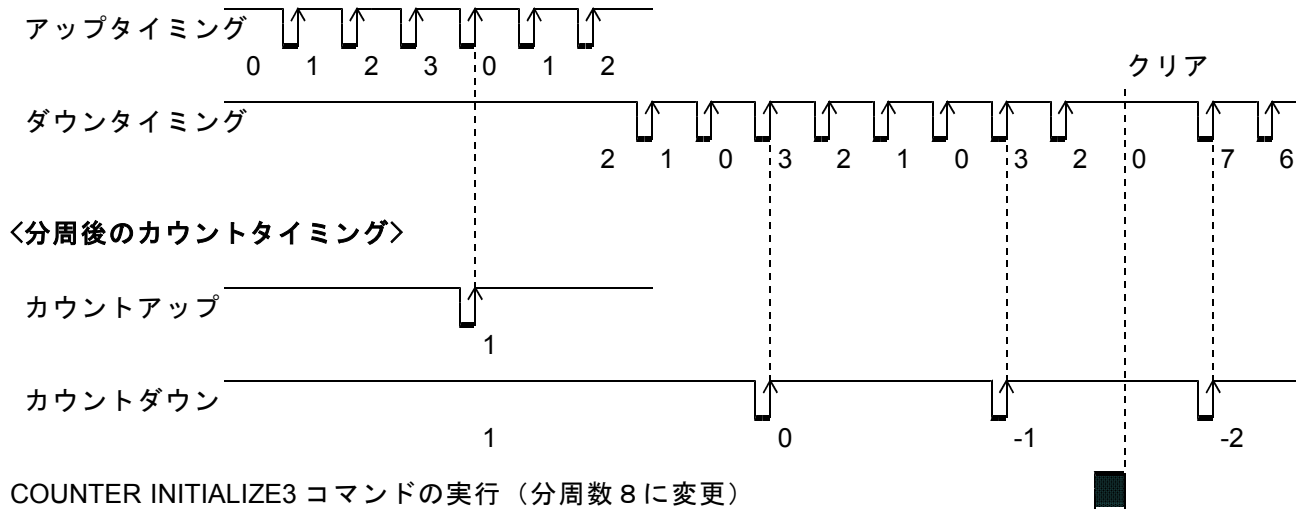 アップタイミング
0 1 2 3 0 1 2
クリア
ダウンタイミング
2 1 0 3 2 1 0 3 2 0 7 6
<分周後のカウントタイミング>
カウントアップ
1
カウントダウン
1 0 -1 -2
COUNTER INITIALIZE3 コマンドの実行（分周数８に変更）